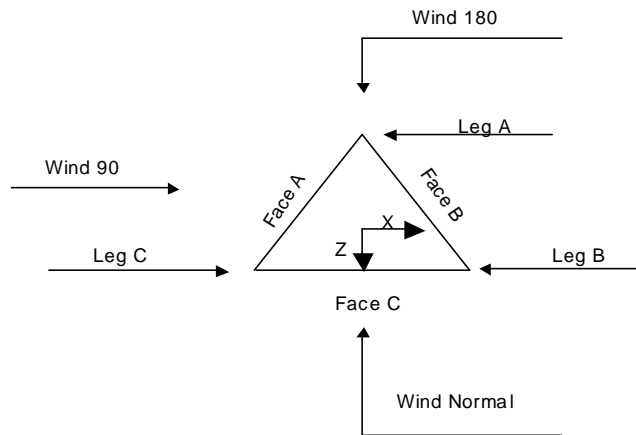 Wind 180
Leg A
Wind 90
Face A
Face B
X
Leg C
Z
Leg B
Face C
Wind Normal